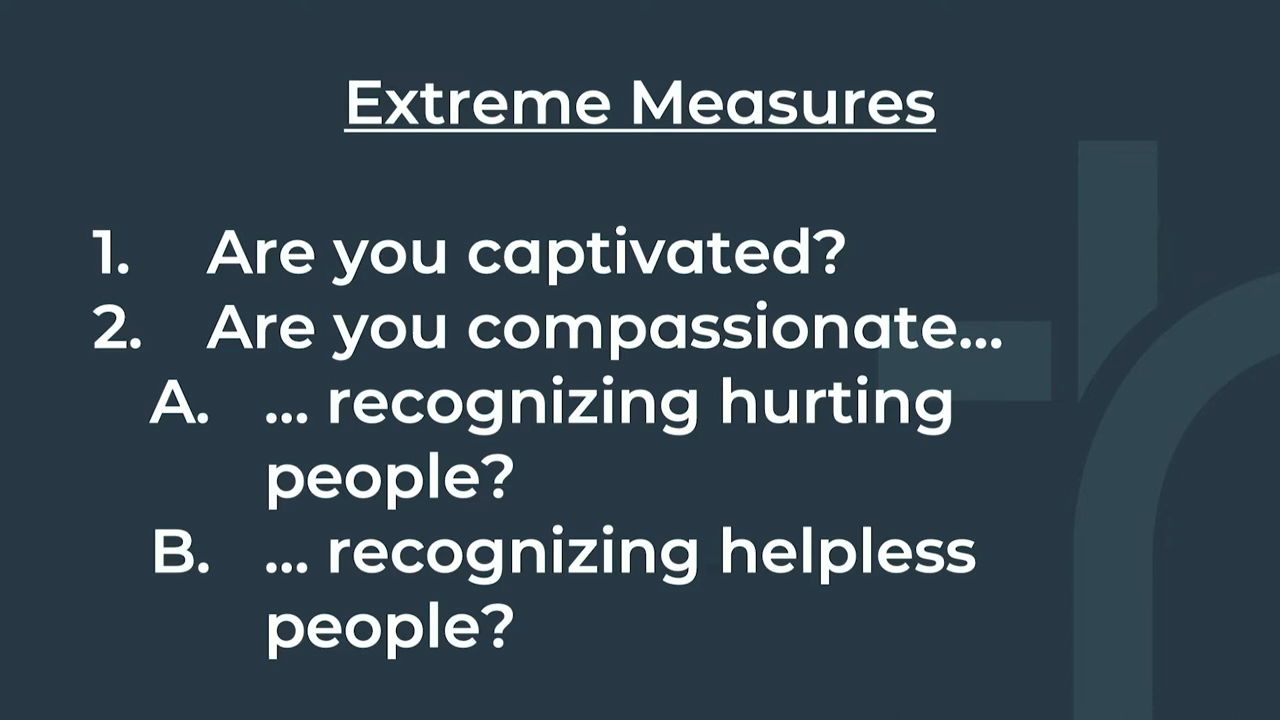 Extreme Measures
1. Are you captivated?
2. Are you compassionate...
A. ... recognizing hurting
people?
B. ... recognizing helpless
people?